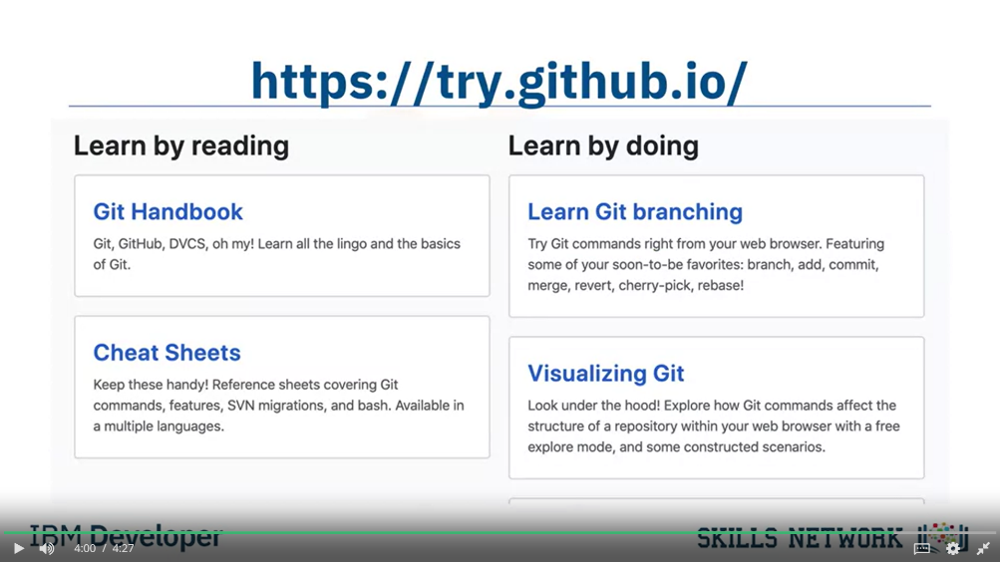 https://try.github.io/
Learn by reading
Git Handbook
Git, GitHub, DVCS, oh my! Learn all the lingo and the basics
of Git.
Cheat Sheets
Keep these handy! Reference sheets covering Git
commands, features, SVN migrations, and bash. Available in
a multiple languages.
Learn by doing
Learn Git branching
Try Git commands right from your web browser. Featuring
some of your soon-to-be favorites: branch, add, commit,
merge, revert, cherry-pick, rebase!
Visualizing Git
Look under the hood! Explore how Git commands affect the
structure of a repository within your web browser with a free
explore mode, and some constructed scenarios.
IBM Developer
SKILLS NETWORK
4:00 / 4:27